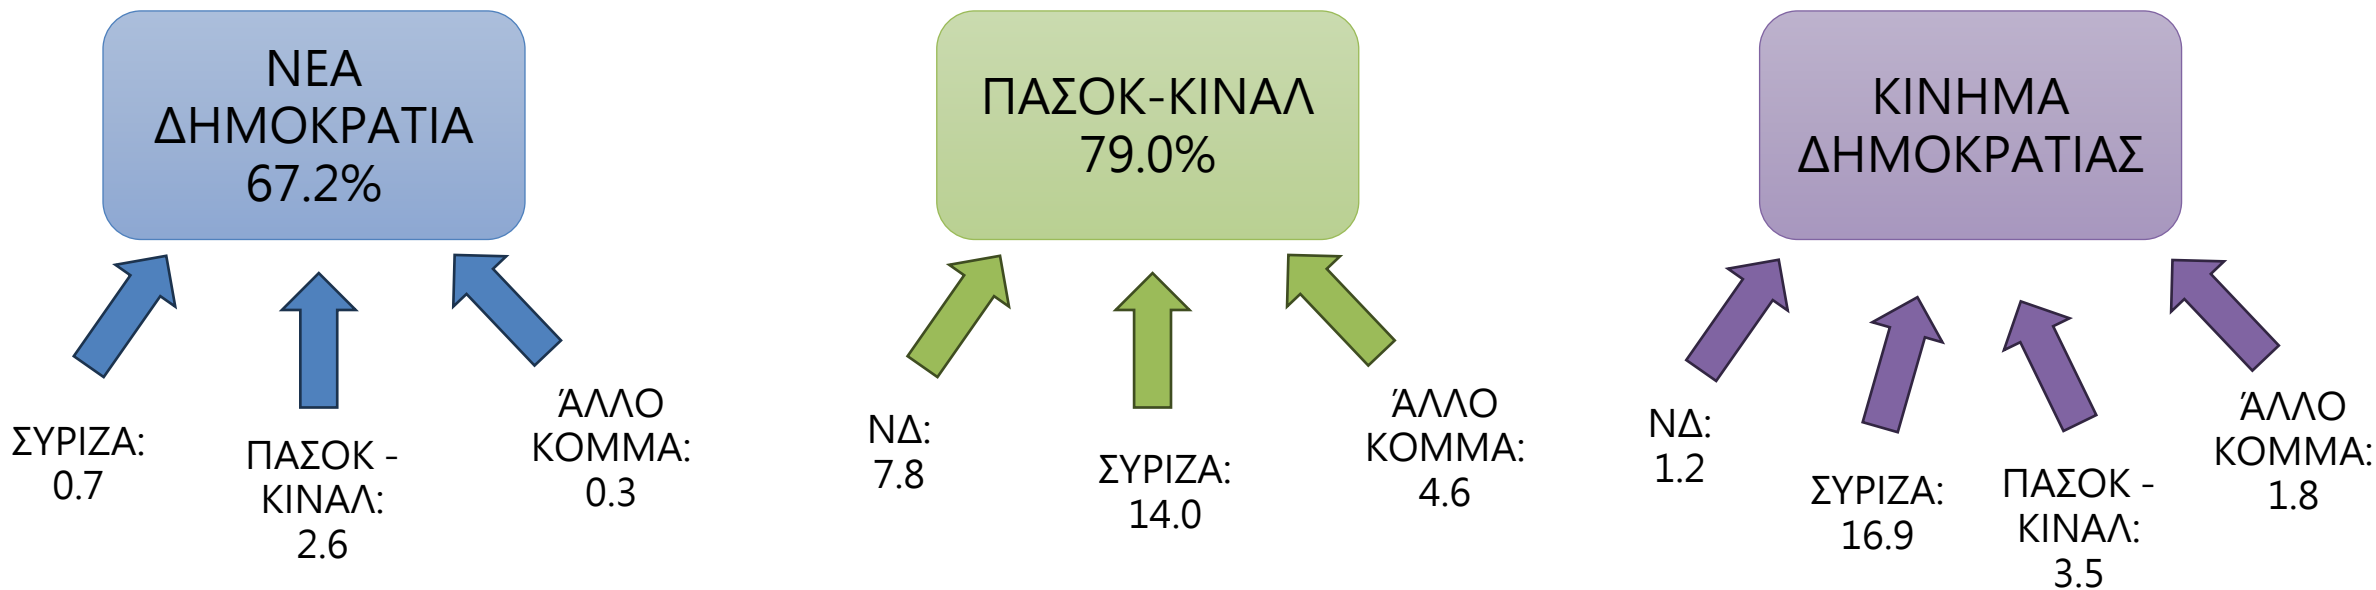 ΝΕΑ
ΔΗΜΟΚΡΑΤΙΑ
67.2%
ΣΥΡΙΖΑ:
0.7
ΠΑΣΟΚ -
ΚΙΝΑΛ:
2.6
ΆΛΛΟ
ΚΟΜΜΑ:
0.3
ΠΑΣΟΚ-ΚΙΝΑΛ
79.0%
ΝΔ:
7.8
ΣΥΡΙΖΑ:
14.0
ΆΛΛΟ
ΚΟΜΜΑ:
4.6
ΚΙΝΗΜΑ
ΔΗΜΟΚΡΑΤΙΑΣ
ΝΔ:
1.2
ΣΥΡΙΖΑ:
16.9
ΠΑΣΟΚ -
ΚΙΝΑΛ:
3.5
ΆΛΛΟ
ΚΟΜΜΑ:
1.8